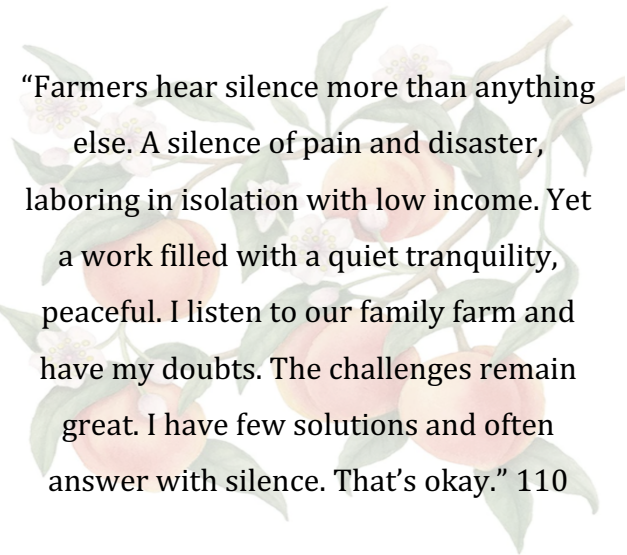 “Farmers hear silence more than anything
else. A silence of pain and disaster,
laboring in isolation with low income. Yet
a work filled with a quiet tranquility,
peaceful. I listen to our family farm and
have my doubts. The challenges remain
great. I have few solutions and often
answer with silence. That’s okay.” 110